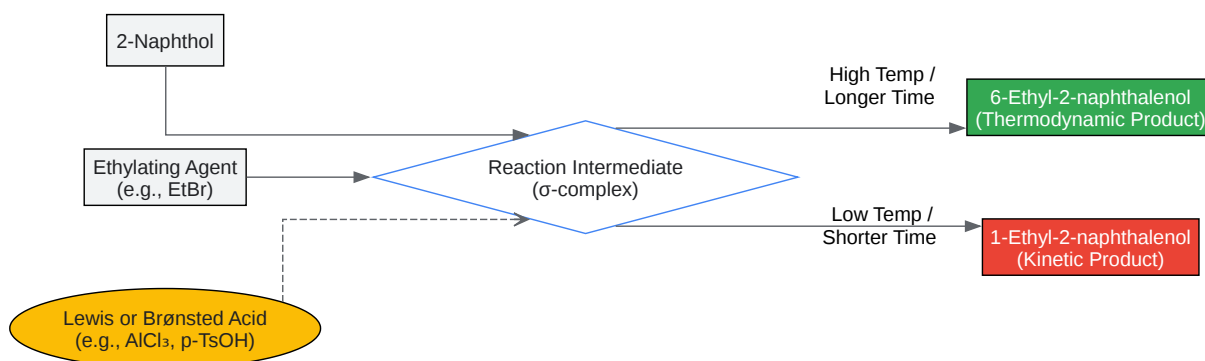 2-Naphthol
High Temp /
Longer Time
6-Ethyl-2-naphthalenol
(Thermodynamic Product)
Ethylating Agent
(e.g., EtBr)
Reaction Intermediate
(σ-complex)
Low Temp /
Shorter Time
1-Ethyl-2-naphthalenol
(Kinetic Product)
Lewis or Brønsted Acid
(e.g., AlCl₃, p-TsOH)